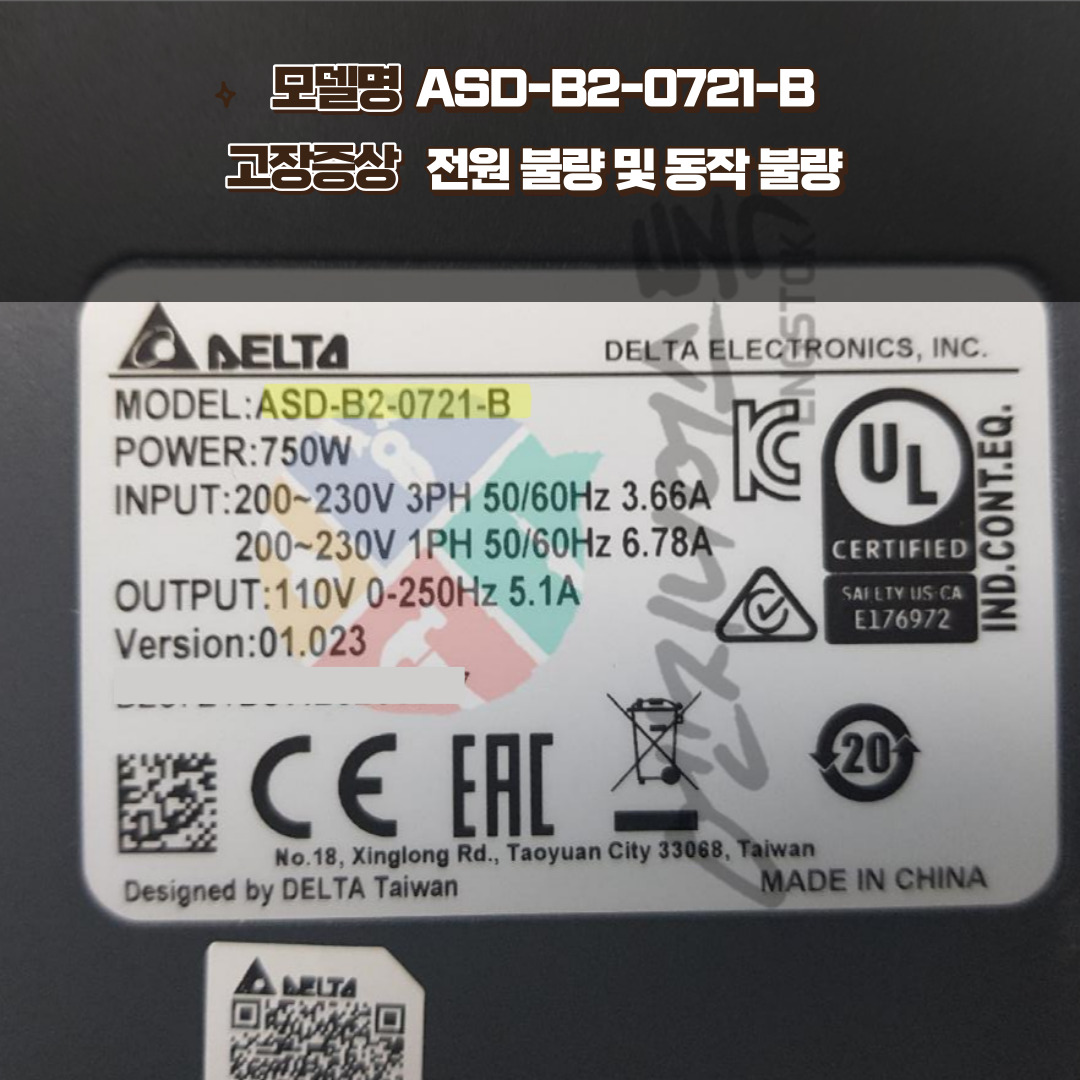 모델명 ASD-B2-0721-B
고장증상 전원 불량 및 동작 불량
DELTA
DELTA ELECTRONICS, INC.
MODEL:ASD-B2-0721-B
POWER:750W
INPUT:200~230V 3PH 50/60Hz 3.66A
200~230V 1PH 50/60Hz 6.78A
OUTPUT:110V 0-250Hz 5.1A
Version:01.023
UL
CERTIFIED
SAFETY US-CA
E176972
IND.CONT.EQ.
KC
CE
EAC
20
No.18, Xinglong Rd., Taoyuan City 33068, Taiwan
Designed by DELTA Taiwan
MADE IN CHINA
DELTA
ENGSTOK